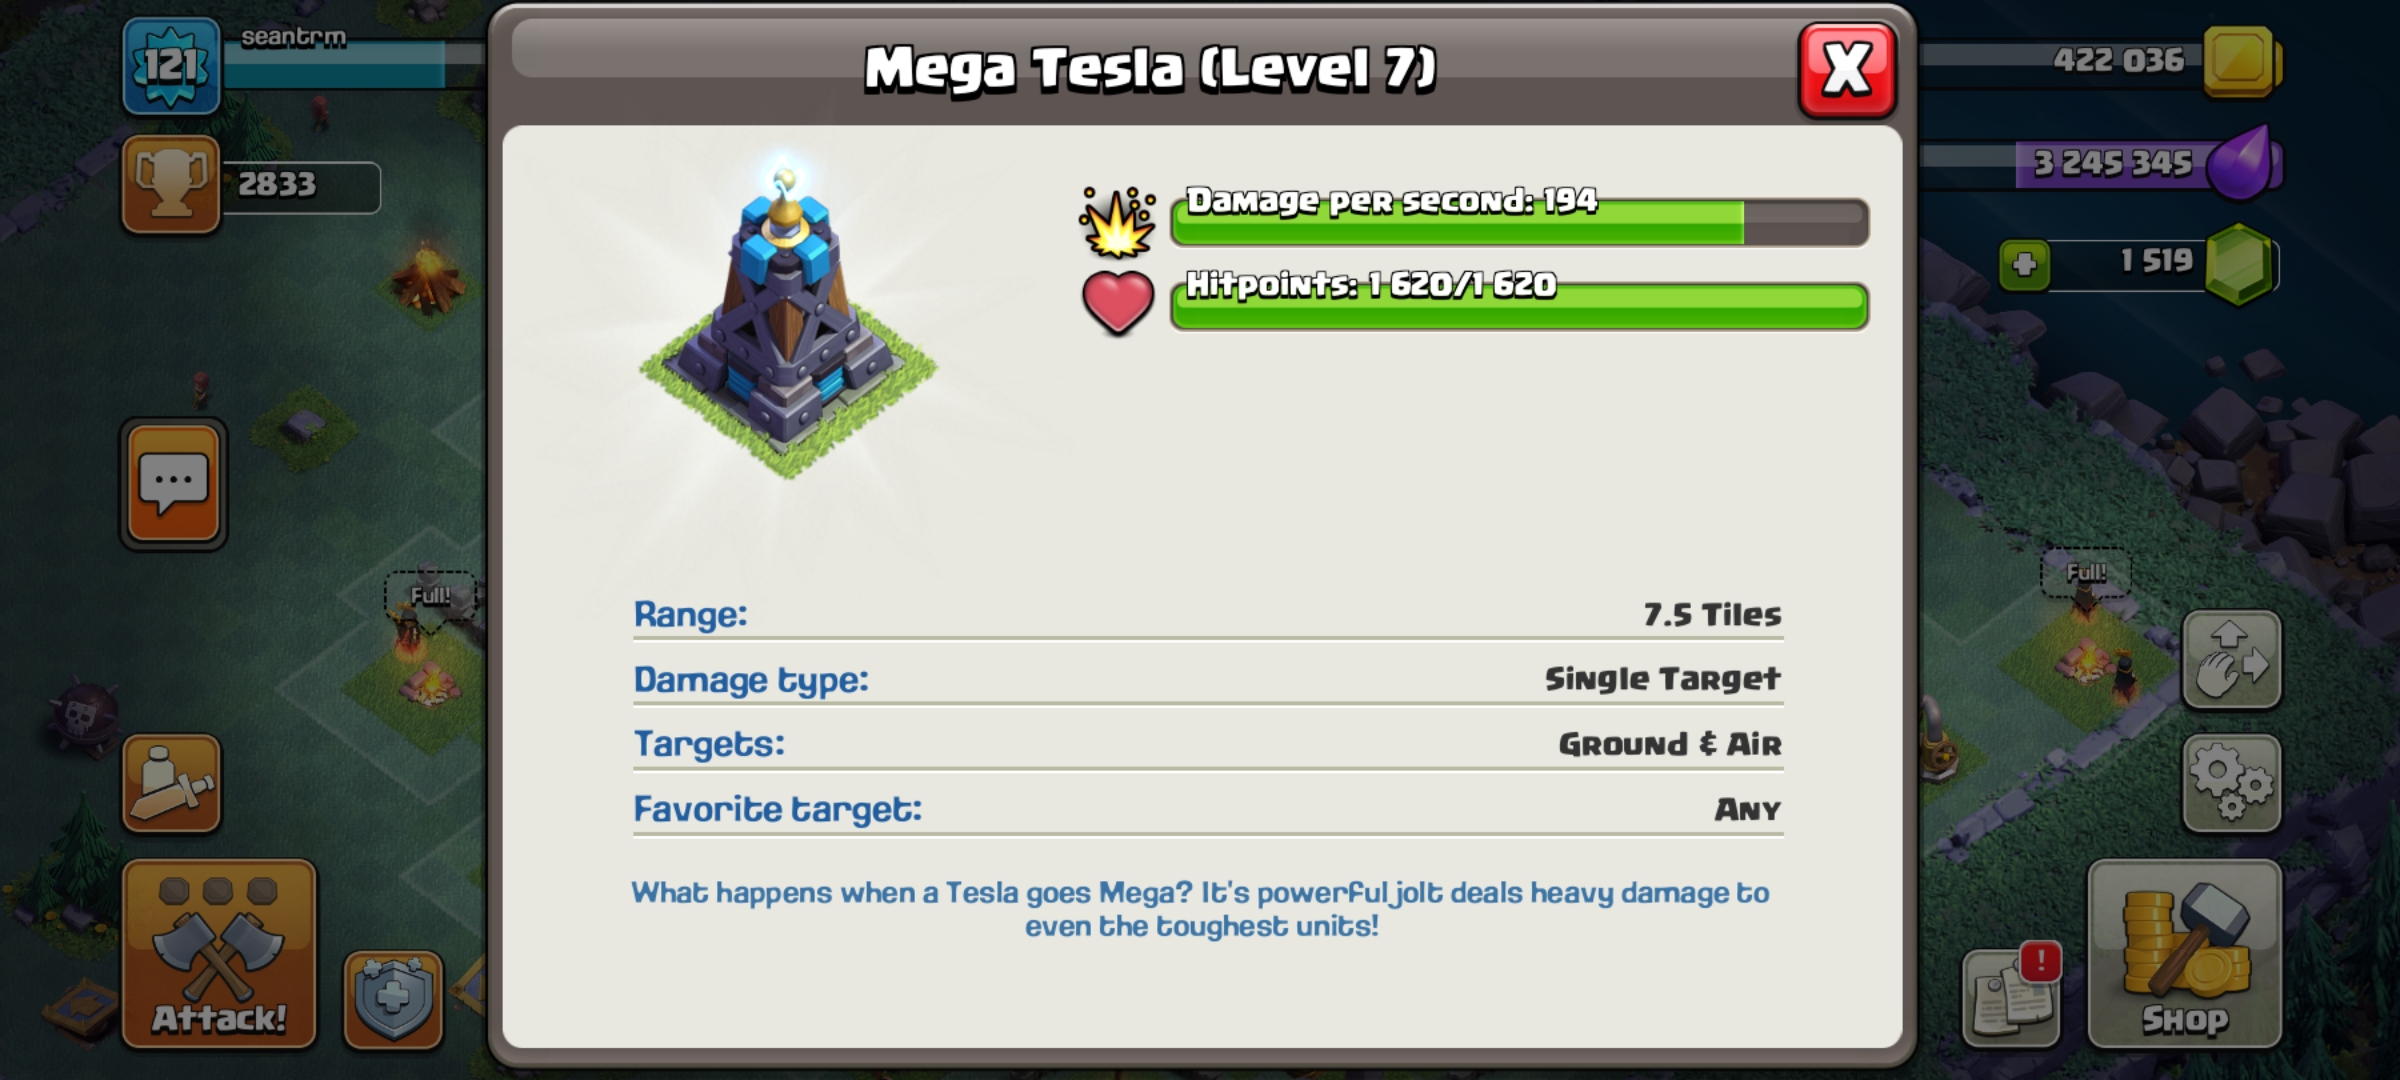 121
seantrm
2833
Full!
Attack!
Mega Tesla (Level 7)
X
Damage per second: 194
Hitpoints: 1 620/1 620
Range: 7.5 Tiles
Damage type: Single Target
Targets: Ground & Air
Favorite target: Any
What happens when a Tesla goes Mega? It's powerful jolt deals heavy damage to
even the toughest units!
422 036
3 245 345
+
1 519
Full!
!
Shop